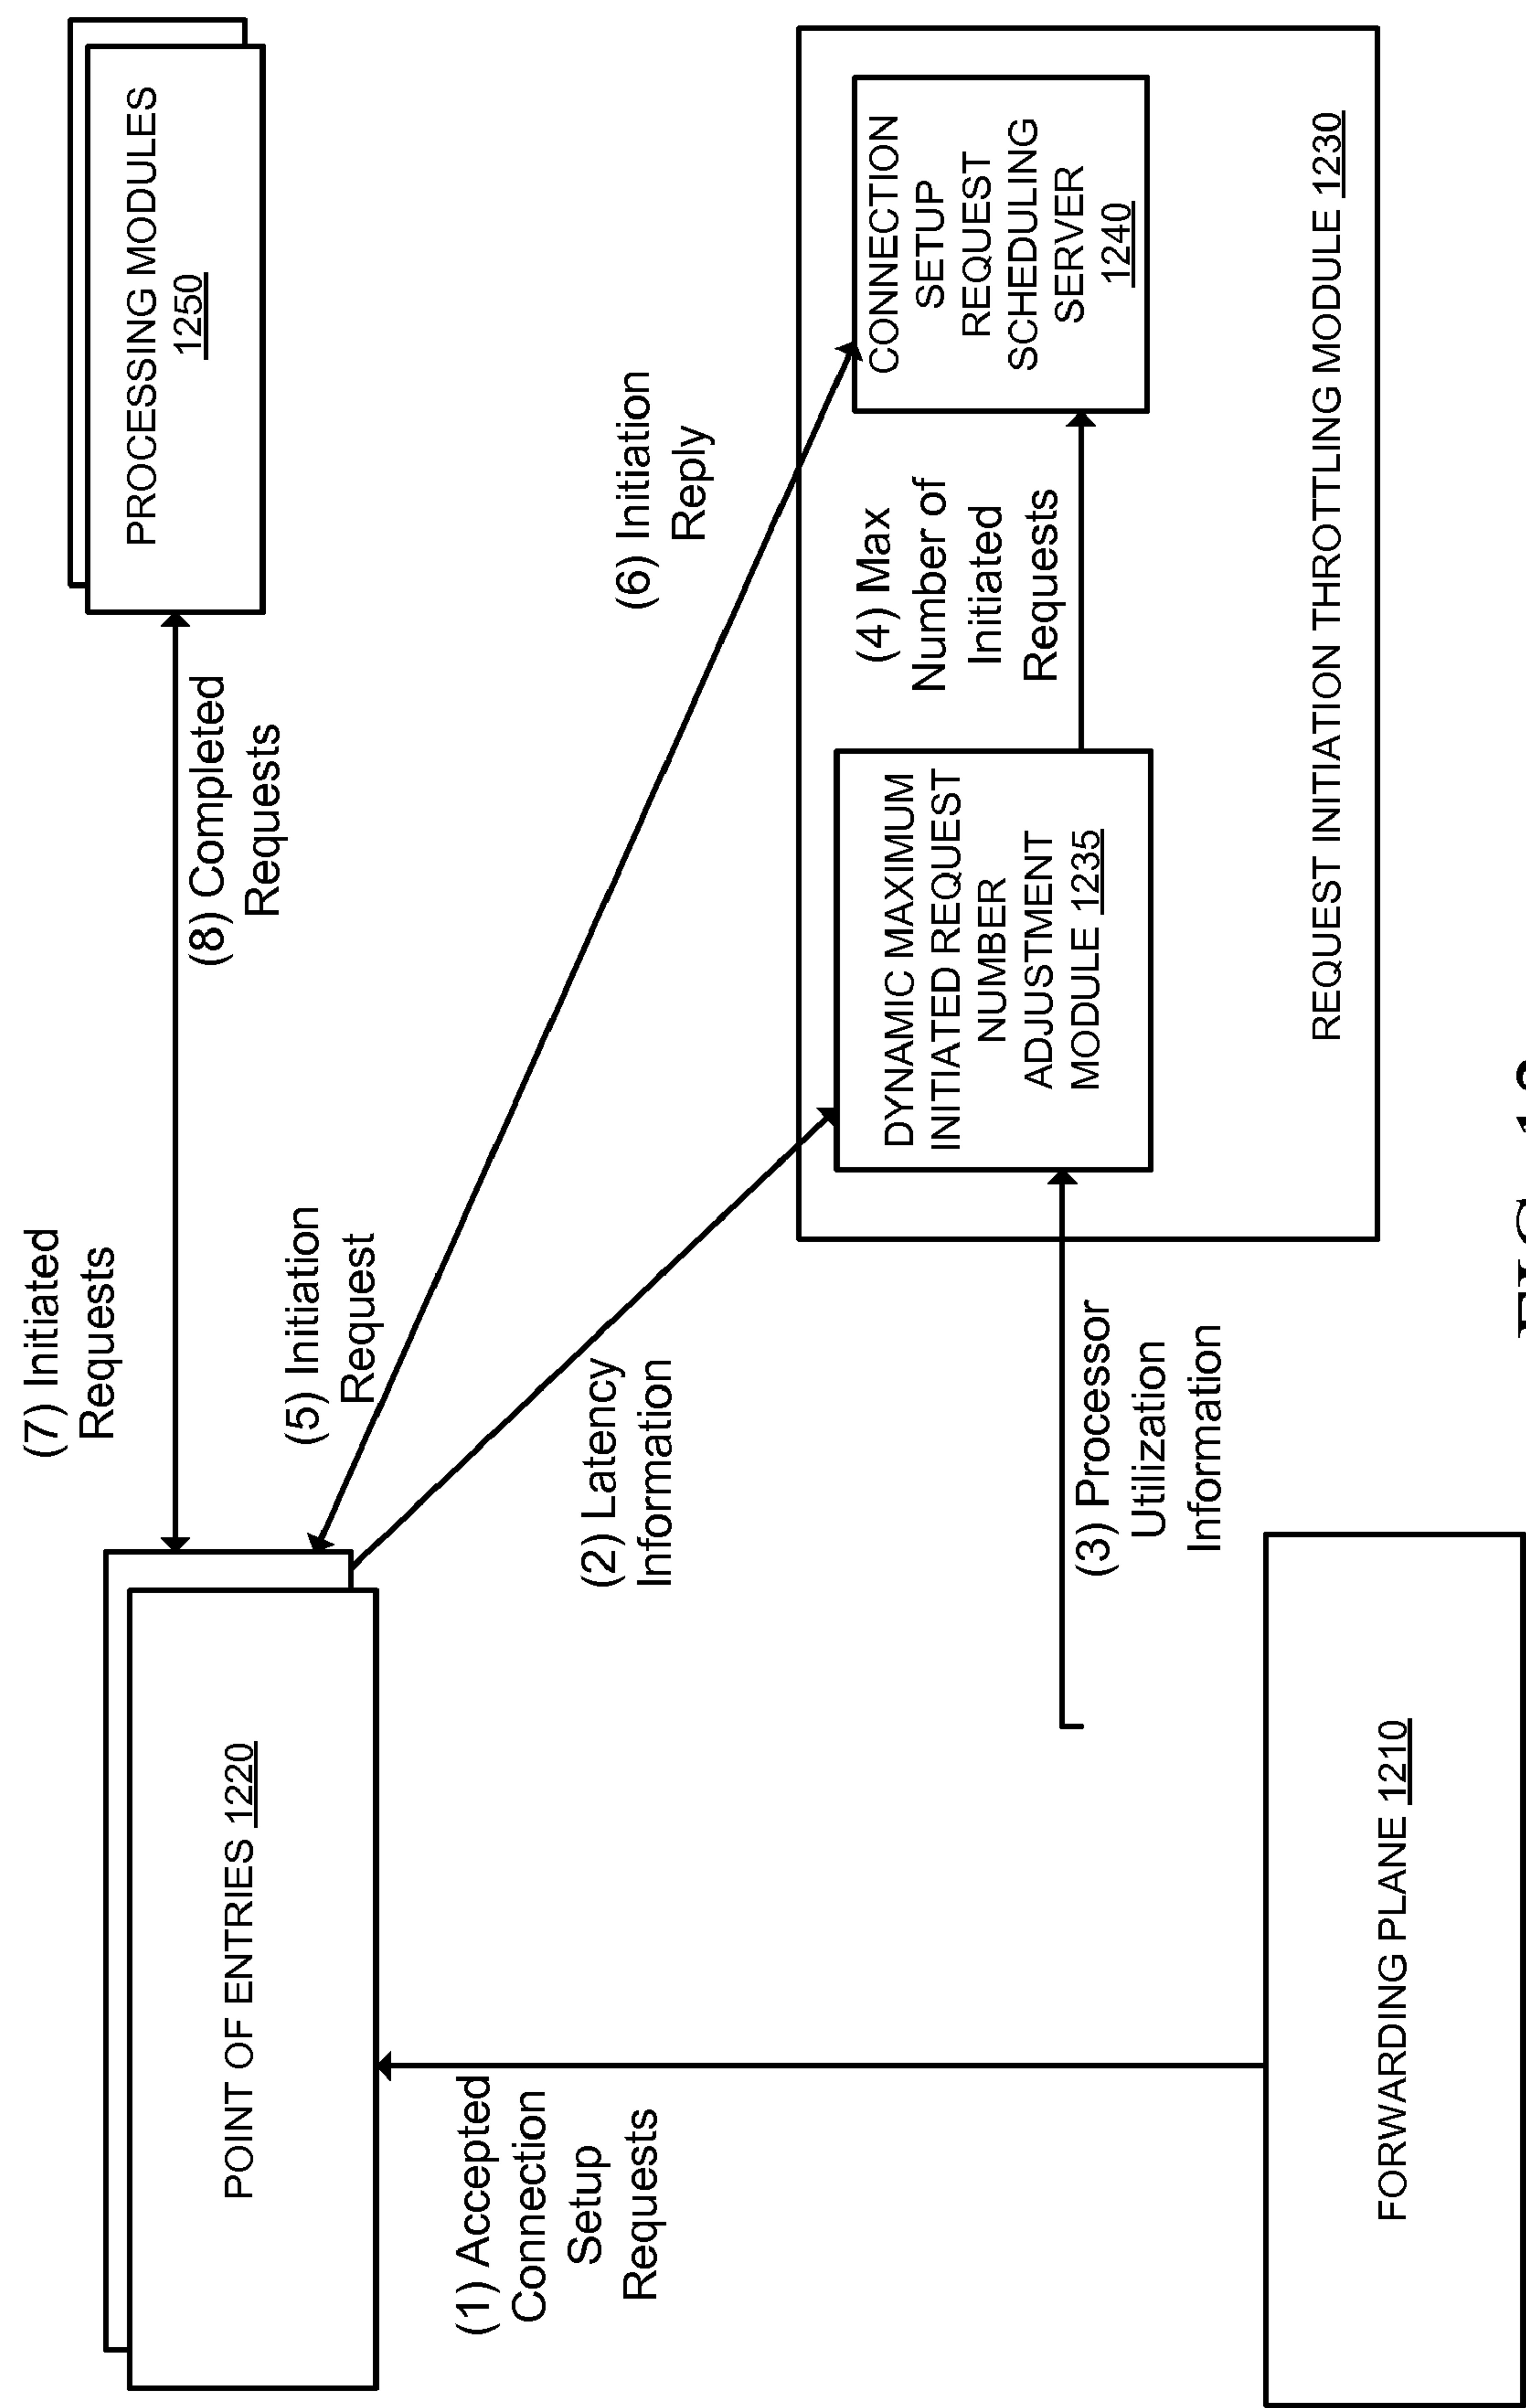 (7) Initiated
Requests
PROCESSING MODULES
1250
(8) Completed
Requests
POINT OF ENTRIES 1220
(5) Initiation
Request
(6) Initiation
Reply
(1) Accepted
Connection
Setup
Requests
(2) Latency
Information
DYNAMIC MAXIMUM
INITIATED REQUEST
NUMBER
ADJUSTMENT
MODULE 1235
(4) Max
Number of
Initiated
Requests
CONNECTION
SETUP
REQUEST
SCHEDULING
SERVER
1240
(3) Processor
Utilization
Information
REQUEST INITIATION THROTTLING MODULE 1230
FORWARDING PLANE 1210